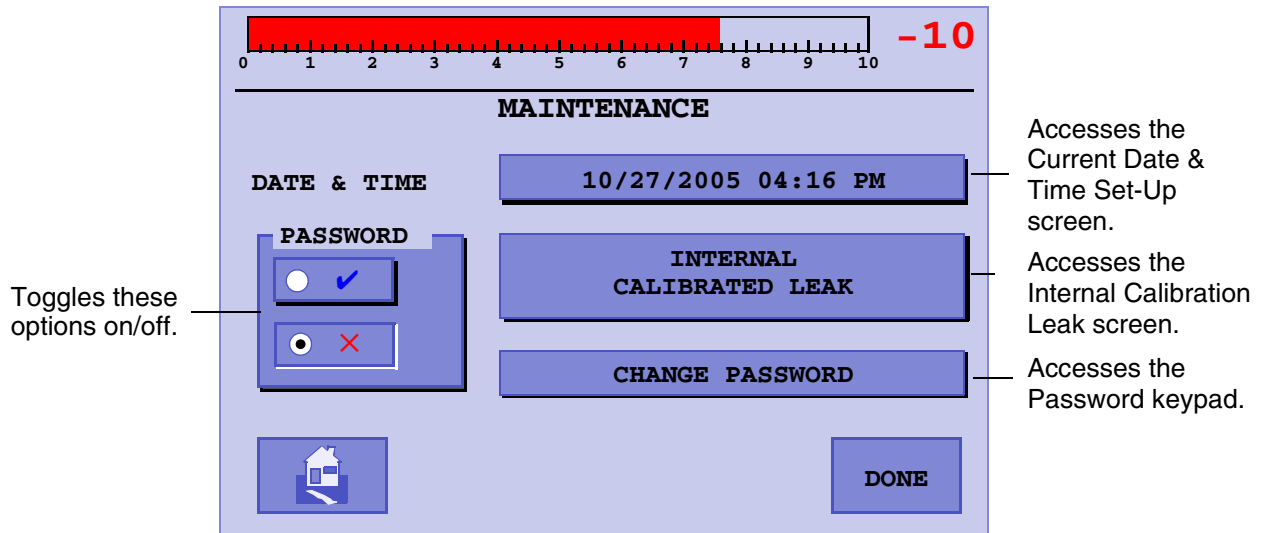 -10
0 1 2 3 4 5 6 7 8 9 10
MAINTENANCE
DATE & TIME
10/27/2005 04:16 PM
Accesses the
Current Date &
Time Set-Up
screen.
PASSWORD
✔
✕
Toggles these
options on/off.
INTERNAL
CALIBRATED LEAK
Accesses the
Internal Calibration
Leak screen.
CHANGE PASSWORD
Accesses the
Password keypad.
DONE